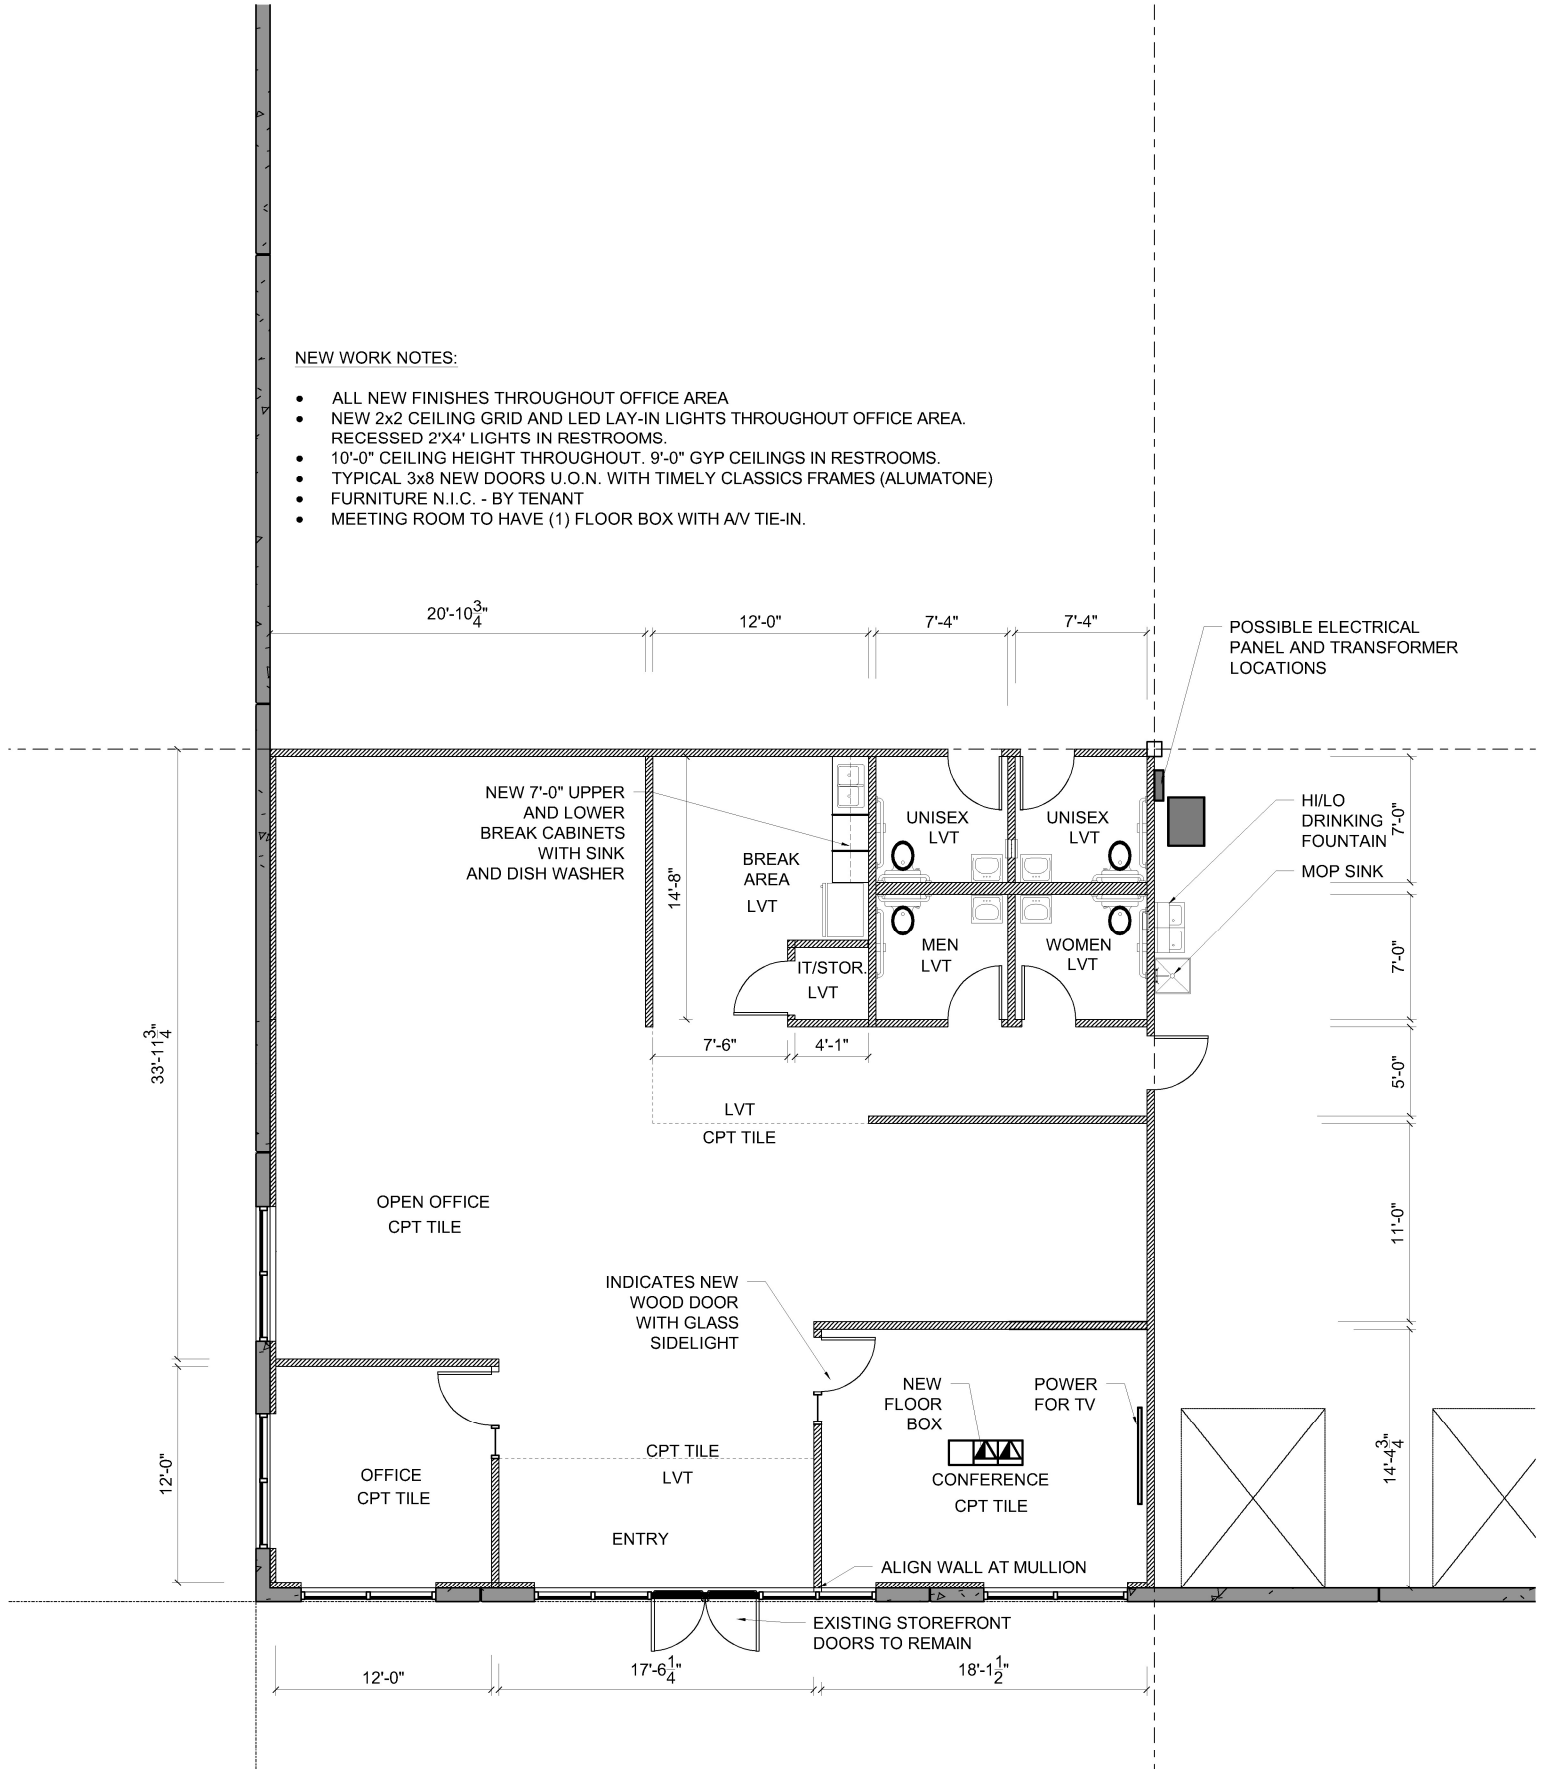 NEW WORK NOTES:
• ALL NEW FINISHES THROUGHOUT OFFICE AREA
• NEW 2x2 CEILING GRID AND LED LAY-IN LIGHTS THROUGHOUT OFFICE AREA.
RECESSED 2'X4' LIGHTS IN RESTROOMS.
• 10'-0" CEILING HEIGHT THROUGHOUT. 9'-0" GYP CEILINGS IN RESTROOMS.
• TYPICAL 3x8 NEW DOORS U.O.N. WITH TIMELY CLASSICS FRAMES (ALUMATONE)
• FURNITURE N.I.C. - BY TENANT
• MEETING ROOM TO HAVE (1) FLOOR BOX WITH A/V TIE-IN.
20'-10 3/4"
12'-0"
7'-4"
7'-4"
POSSIBLE ELECTRICAL
PANEL AND TRANSFORMER
LOCATIONS
NEW 7'-0" UPPER
AND LOWER
BREAK CABINETS
WITH SINK
AND DISH WASHER
14'-8"
BREAK
AREA
LVT
UNISEX
LVT
UNISEX
LVT
HI/LO
DRINKING
FOUNTAIN
7'-0"
MOP SINK
MEN
LVT
WOMEN
LVT
7'-0"
IT/STOR.
LVT
7'-6"
4'-1"
33'-11 3/4"
5'-0"
LVT
CPT TILE
OPEN OFFICE
CPT TILE
11'-0"
INDICATES NEW
WOOD DOOR
WITH GLASS
SIDELIGHT
NEW
FLOOR
BOX
POWER
FOR TV
12'-0"
OFFICE
CPT TILE
CPT TILE
LVT
ENTRY
CONFERENCE
CPT TILE
14'-4 3/4"
ALIGN WALL AT MULLION
EXISTING STOREFRONT
DOORS TO REMAIN
12'-0"
17'-6 1/4"
18'-1 1/2"